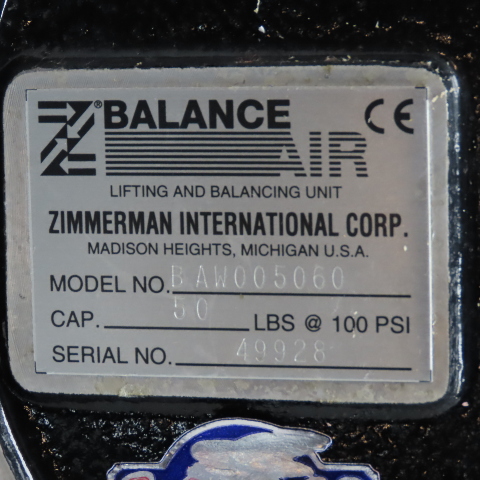 Z® BALANCE CE
AIR
LIFTING AND BALANCING UNIT
ZIMMERMAN INTERNATIONAL CORP.
MADISON HEIGHTS, MICHIGAN U.S.A.
MODEL NO. BAW005060
CAP. 50 LBS @ 100 PSI
SERIAL NO. 49928